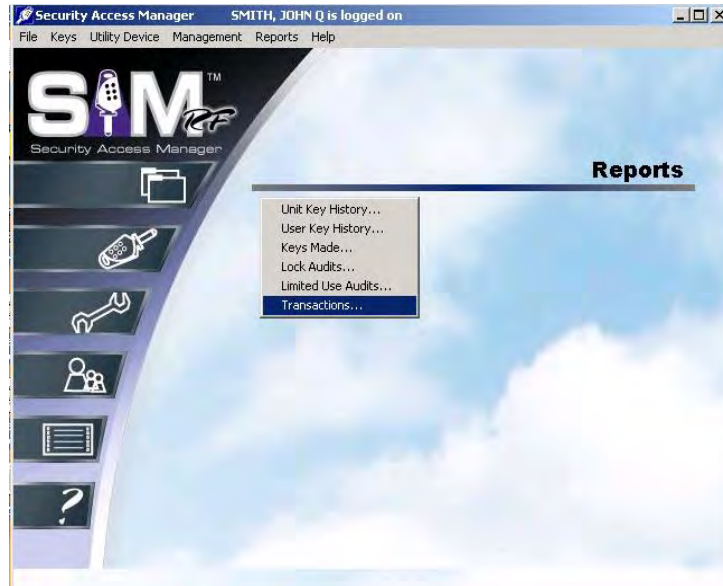 Security Access Manager SMITH, JOHN Q is logged on
File Keys Utility Device Management Reports Help
SAM TM
RF
Security Access Manager
Reports
Unit Key History...
User Key History...
Keys Made...
Lock Audits...
Limited Use Audits...
Transactions...
?